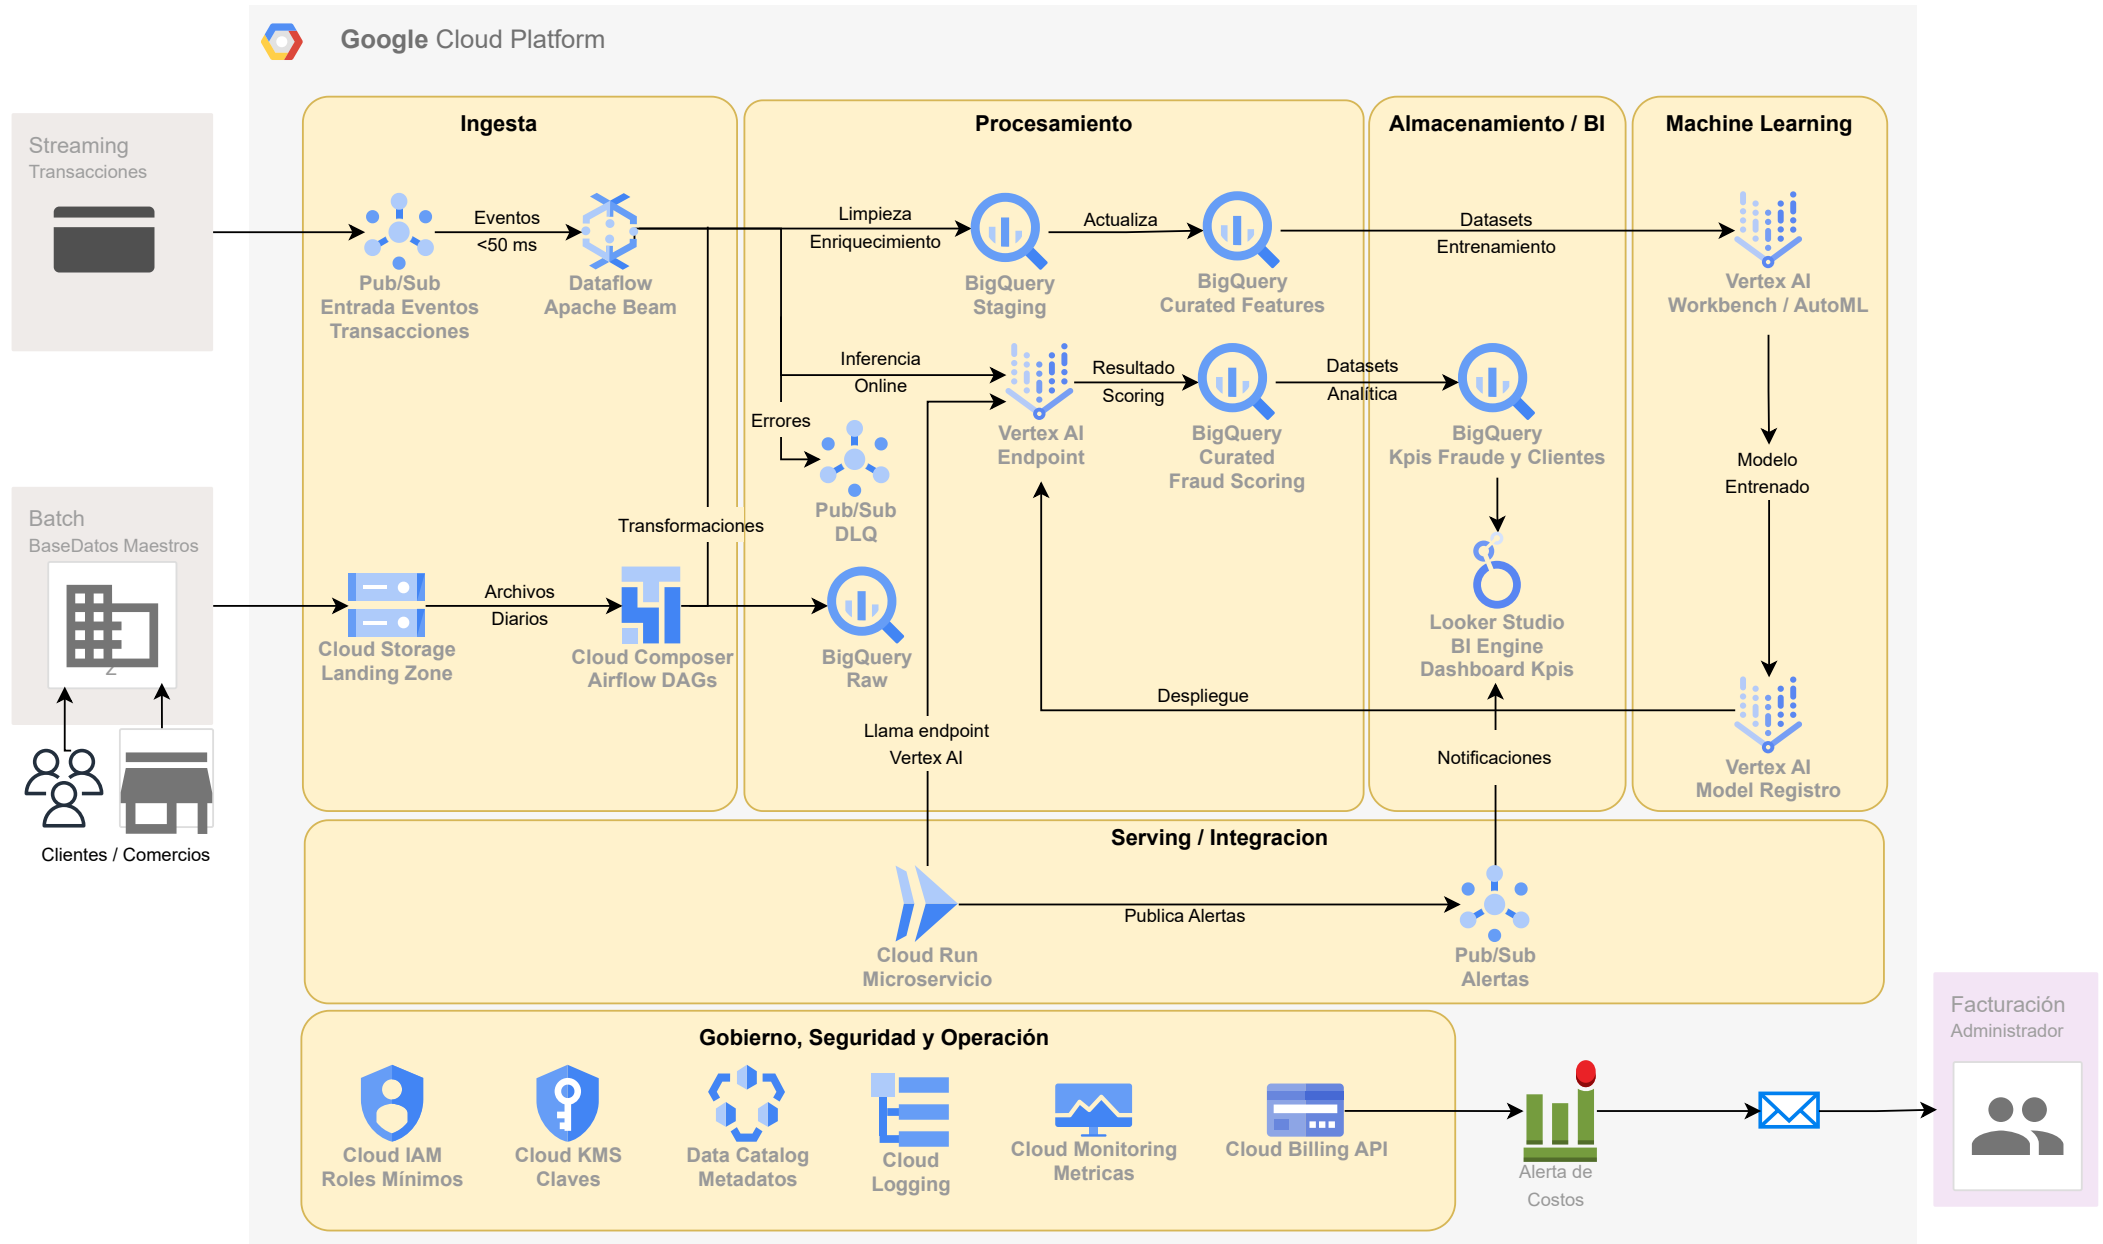 Google Cloud Platform
Streaming
Transacciones
Batch
BaseDatos Maestros
Clientes / Comercios
Ingesta
Eventos
<50 ms
Pub/Sub
Entrada Eventos
Transacciones
Dataflow
Apache Beam
Transformaciones
Archivos
Diarios
Cloud Storage
Landing Zone
Cloud Composer
Airflow DAGs
Procesamiento
Limpieza
Enriquecimiento
BigQuery
Staging
Actualiza
BigQuery
Curated Features
Inferencia
Online
Errores
Pub/Sub
DLQ
Vertex AI
Endpoint
Resultado
Scoring
BigQuery
Curated
Fraud Scoring
BigQuery
Raw
Llama endpoint
Vertex AI
Despliegue
Almacenamiento / BI
Datasets
Entrenamiento
Datasets
Analítica
BigQuery
Kpis Fraude y Clientes
Looker Studio
BI Engine
Dashboard Kpis
Notificaciones
Machine Learning
Vertex AI
Workbench / AutoML
Modelo
Entrenado
Vertex AI
Model Registro
Serving / Integracion
Cloud Run
Microservicio
Publica Alertas
Pub/Sub
Alertas
Gobierno, Seguridad y Operación
Cloud IAM
Roles Mínimos
Cloud KMS
Claves
Data Catalog
Metadatos
Cloud
Logging
Cloud Monitoring
Metricas
Cloud Billing API
Alerta de
Costos
Facturación
Administrador